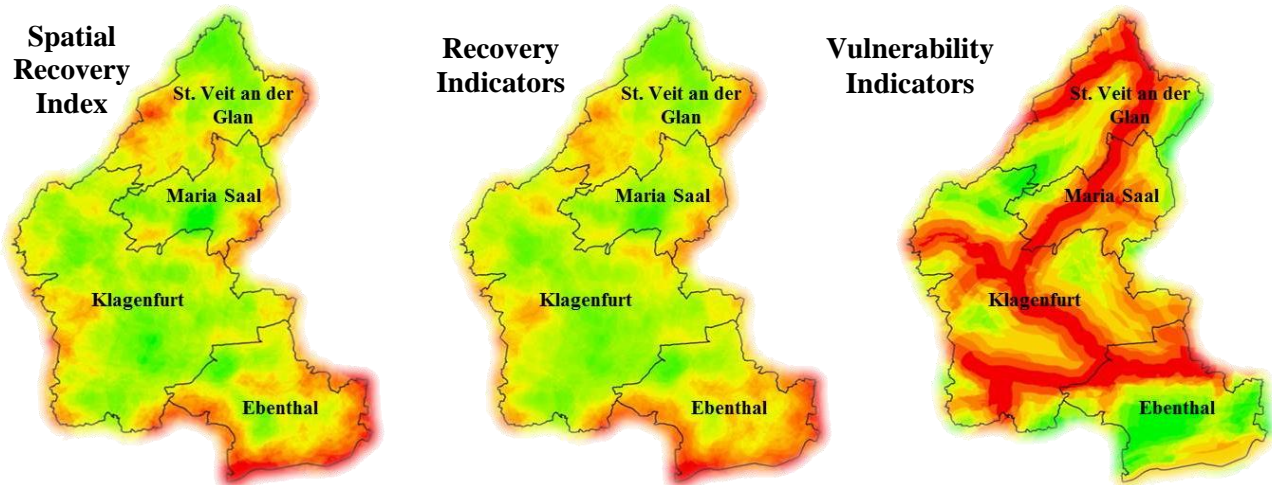 Spatial
Recovery
Index
St. Veit an der
Glan
Maria Saal
Klagenfurt
Ebenthal
Recovery
Indicators
St. Veit an der
Glan
Maria Saal
Klagenfurt
Ebenthal
Vulnerability
Indicators
St. Veit an der
Glan
Maria Saal
Klagenfurt
Ebenthal